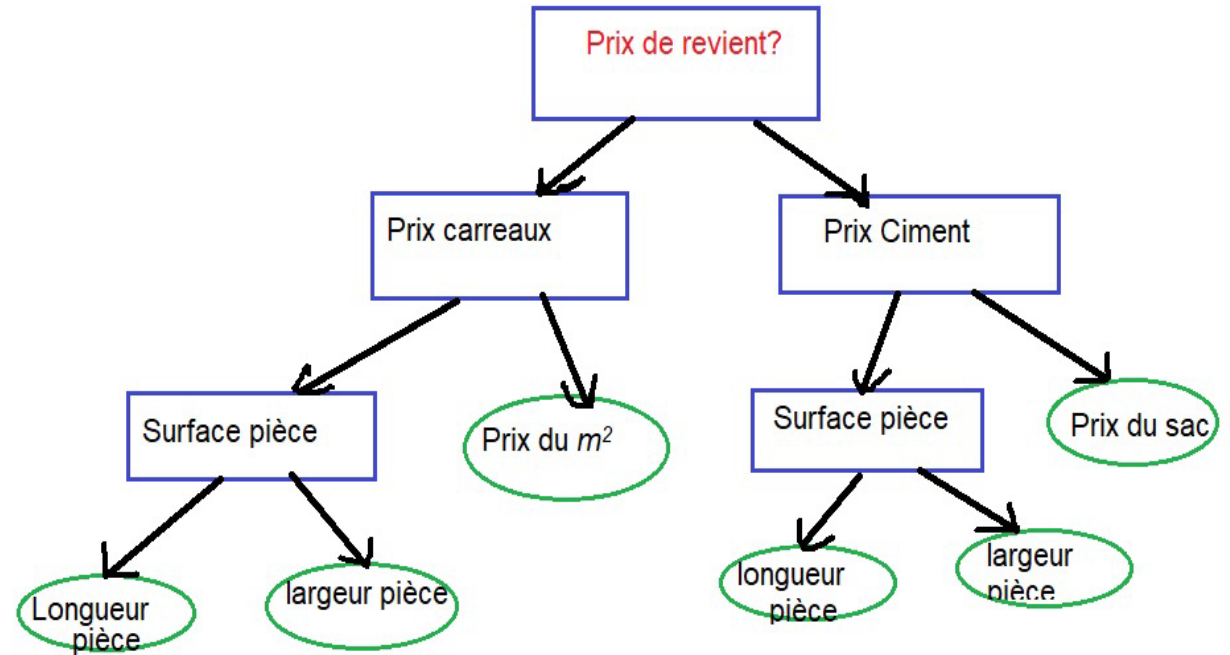 Prix de revient?
Prix carreaux
Prix Ciment
Surface pièce
Prix du m²
Surface pièce
Prix du sac
Longueur
pièce
largeur pièce
longueur
pièce
largeur
pièce